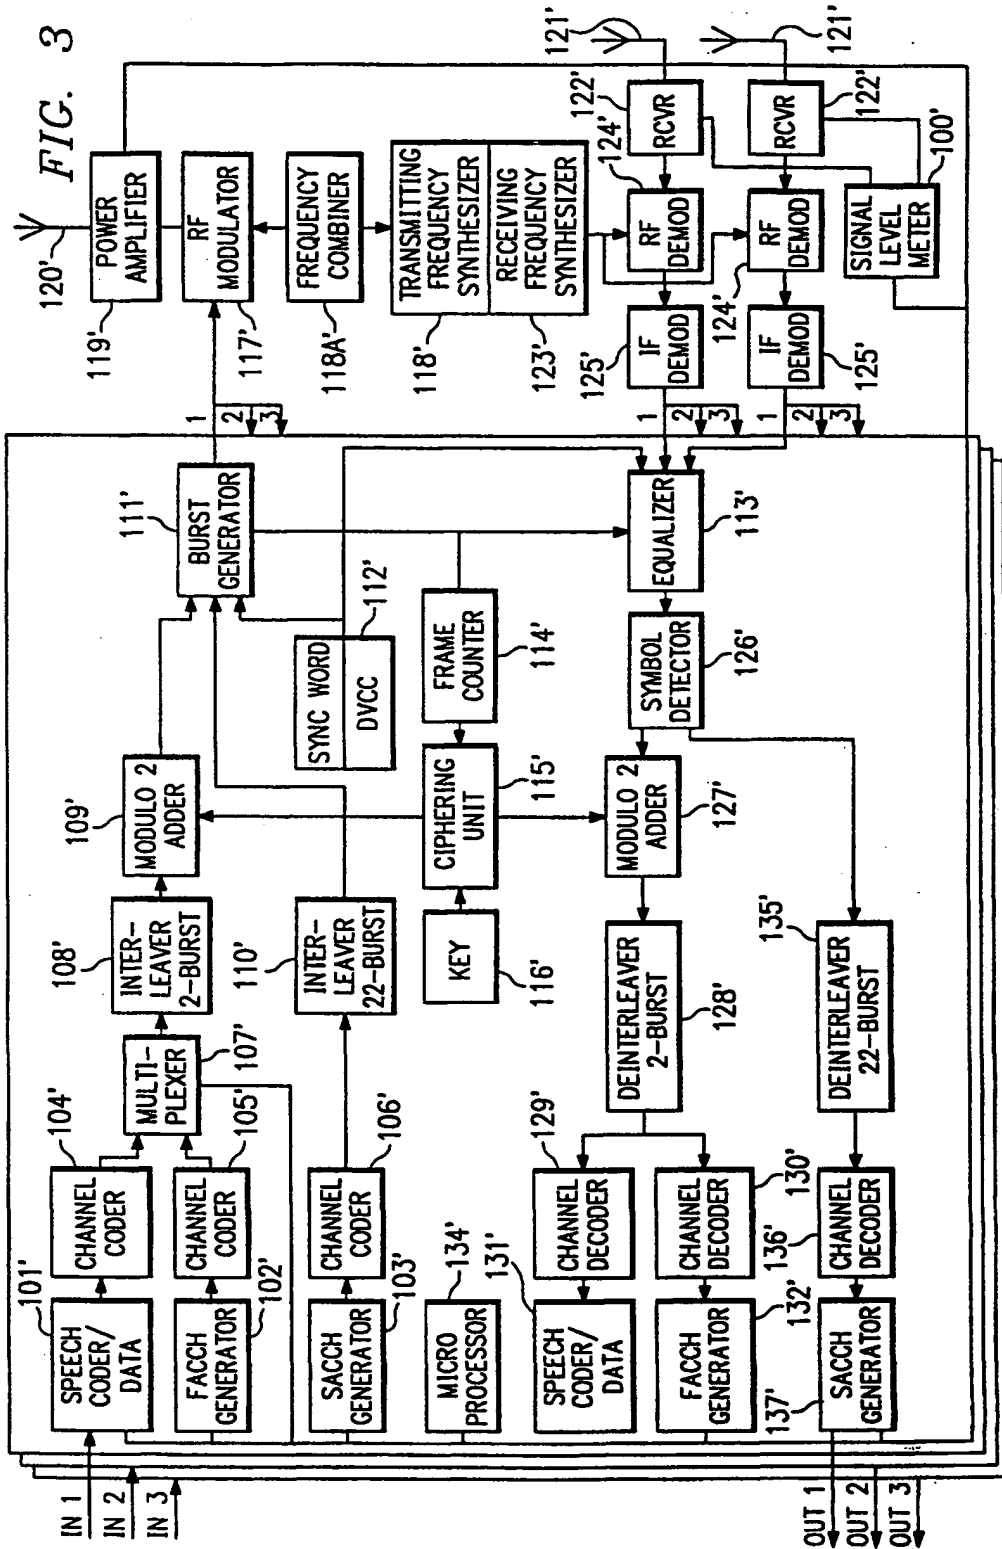 FIG. 3
IN 1
IN 2
IN 3
101'
SPEECH
CODER/
DATA
104'
CHANNEL
CODER
102'
FACCH
GENERATOR
105'
CHANNEL
CODER
107'
MULTI-
PLEXER
108'
INTER-
LEAVER
2-BURST
109'
MODULO 2
ADDER
111'
BURST
GENERATOR
1
2
3
117'
RF
MODULATOR
119'
POWER
AMPLIFIER
120'
103'
SACCH
GENERATOR
106'
CHANNEL
CODER
110'
INTER-
LEAVER
22-BURST
SYNC WORD
DVCC
112'
118A'
FREQUENCY
COMBINER
118'
TRANSMITTING
FREQUENCY
SYNTHESIZER
123'
RECEIVING
FREQUENCY
SYNTHESIZER
134'
MICRO
PROCESSOR
KEY
116'
CIPHERING
UNIT
115'
FRAME
COUNTER
114'
131'
SPEECH
CODER/
DATA
129'
CHANNEL
DECODER
DEINTERLEAVER
2-BURST
128'
MODULO 2
ADDER
127'
SYMBOL
DETECTOR
126'
EQUALIZER
113'
1
2
3
125'
IF
DEMOD
124'
RF
DEMOD
122'
RCVR
121'
FACCH
GENERATOR
132'
CHANNEL
DECODER
130'
1
2
3
IF
DEMOD
125'
124'
RF
DEMOD
RCVR
122'
121'
137'
SACCH
GENERATOR
136'
CHANNEL
DECODER
135'
DEINTERLEAVER
22-BURST
SIGNAL
LEVEL
METER
100'
OUT 1
OUT 2
OUT 3